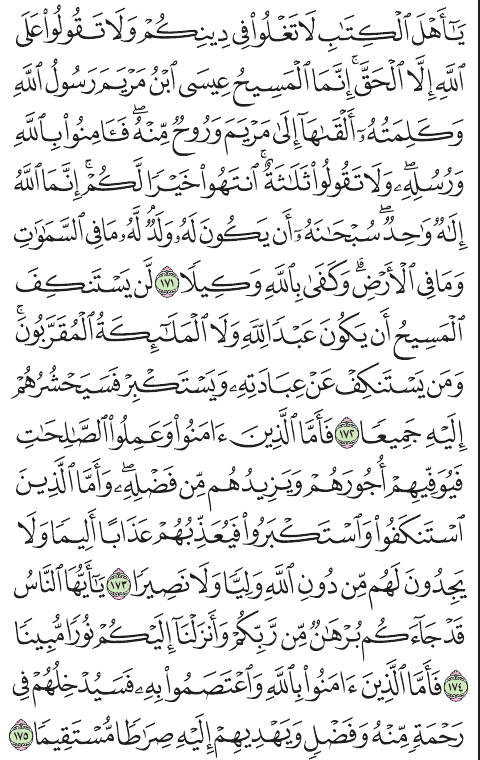 يَـٰٓأَهۡلَ ٱلۡكِتَـٰبِ لَا تَغۡلُواْ فِي دِينِكُمۡ وَلَا تَقُولُواْ عَلَى
ٱللَّهِ إِلَّا ٱلۡحَقَّۚ إِنَّمَا ٱلۡمَسِيحُ عِيسَى ٱبۡنُ مَرۡيَمَ رَسُولُ ٱللَّهِ
وَكَلِمَتُهُۥٓ أَلۡقَىٰهَآ إِلَىٰ مَرۡيَمَ وَرُوحٞ مِّنۡهُۖ فَـَٔامِنُواْ بِٱللَّهِ
وَرُسُلِهِۦۖ وَلَا تَقُولُواْ ثَلَـٰثَةٌۚ ٱنتَهُواْ خَيۡرٗا لَّكُمۡۚ إِنَّمَا ٱللَّهُ
إِلَـٰهٞ وَٰحِدٞۖ سُبۡحَـٰنَهُۥٓ أَن يَكُونَ لَهُۥ وَلَدٞۘ لَّهُۥ مَا فِي ٱلسَّمَـٰوَٰتِ
وَمَا فِي ٱلۡأَرۡضِۗ وَكَفَىٰ بِٱللَّهِ وَكِيلٗا ١٧١ لَّن يَسۡتَنكِفَ
ٱلۡمَسِيحُ أَن يَكُونَ عَبۡدٗا لِّلَّهِ وَلَا ٱلۡمَلَـٰٓئِكَةُ ٱلۡمُقَرَّبُونَۚ
وَمَن يَسۡتَنكِفۡ عَنۡ عِبَادَتِهِۦ وَيَسۡتَكۡبِرۡ فَسَيَحۡشُرُهُمۡ
إِلَيۡهِ جَمِيعٗا ١٧٢ فَأَمَّا ٱلَّذِينَ ءَامَنُواْ وَعَمِلُواْ ٱلصَّـٰلِحَـٰتِ
فَيُوَفِّيهِمۡ أُجُورَهُمۡ وَيَزِيدُهُم مِّن فَضۡلِهِۦۖ وَأَمَّا ٱلَّذِينَ
ٱسۡتَنكَفُواْ وَٱسۡتَكۡبَرُواْ فَيُعَذِّبُهُمۡ عَذَابًا أَلِيمٗا وَلَا
يَجِدُونَ لَهُم مِّن دُونِ ٱللَّهِ وَلِيّٗا وَلَا نَصِيرٗا ١٧٣ يَـٰٓأَيُّهَا ٱلنَّاسُ
قَدۡ جَآءَكُم بُرۡهَـٰنٞ مِّن رَّبِّكُمۡ وَأَنزَلۡنَآ إِلَيۡكُمۡ نُورٗا مُّبِينٗا
١٧٤ فَأَمَّا ٱلَّذِينَ ءَامَنُواْ بِٱللَّهِ وَٱعۡتَصَمُواْ بِهِۦ فَسَيُدۡخِلُهُمۡ فِي
رَحۡمَةٖ مِّنۡهُ وَفَضۡلٖ وَيَهۡدِيهِمۡ إِلَيۡهِ صِرَٰطٗا مُّسۡتَقِيمٗا ١٧٥